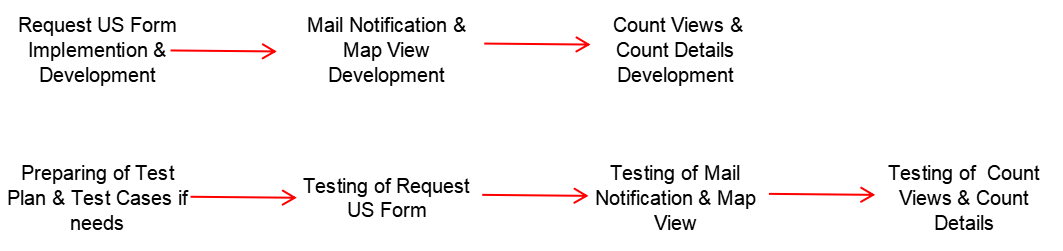 Request US Form
Implemention &
Development
Mail Notification &
Map View
Development
Count Views &
Count Details
Development
Preparing of Test
Plan & Test Cases if
needs
Testing of Request
US Form
Testing of Mail
Notification & Map
View
Testing of  Count
Views & Count
Details